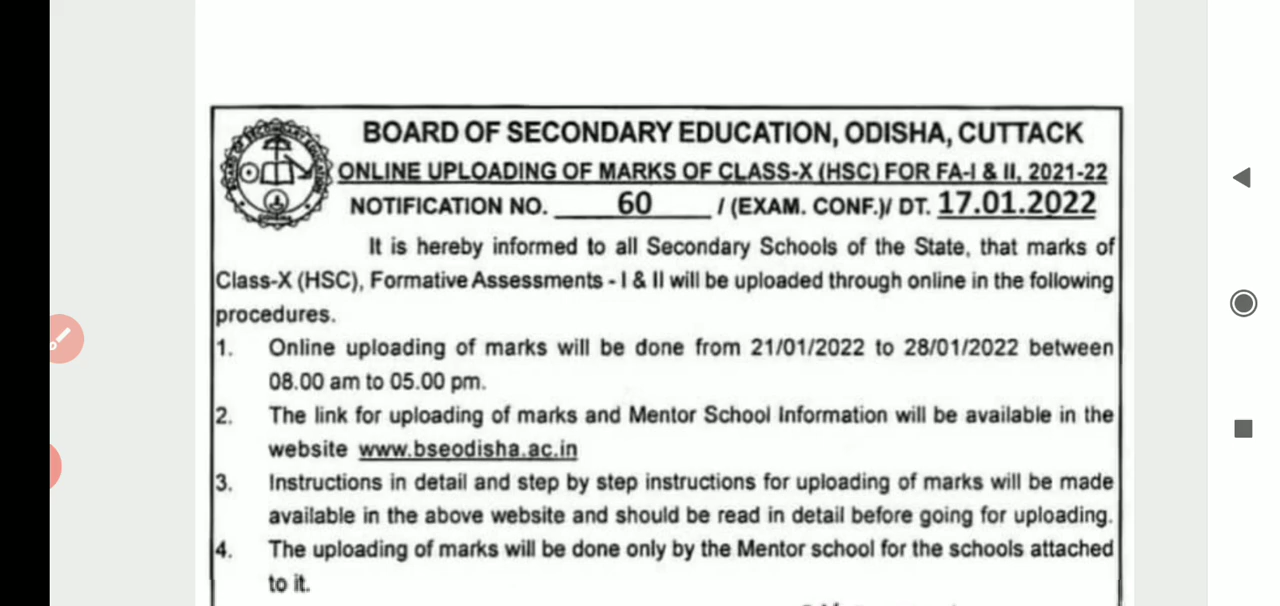 BOARD OF SECONDARY EDUCATION, ODISHA, CUTTACK
ONLINE UPLOADING OF MARKS OF CLASS-X (HSC) FOR FA-I & II, 2021-22
NOTIFICATION NO. 60 / (EXAM. CONF.)/ DT. 17.01.2022
It is hereby informed to all Secondary Schools of the State, that marks of
Class-X (HSC), Formative Assessments - I & II will be uploaded through online in the following
procedures.
1. Online uploading of marks will be done from 21/01/2022 to 28/01/2022 between
08.00 am to 05.00 pm.
2. The link for uploading of marks and Mentor School Information will be available in the
website www.bseodisha.ac.in
3. Instructions in detail and step by step instructions for uploading of marks will be made
available in the above website and should be read in detail before going for uploading.
4. The uploading of marks will be done only by the Mentor school for the schools attached
to it.